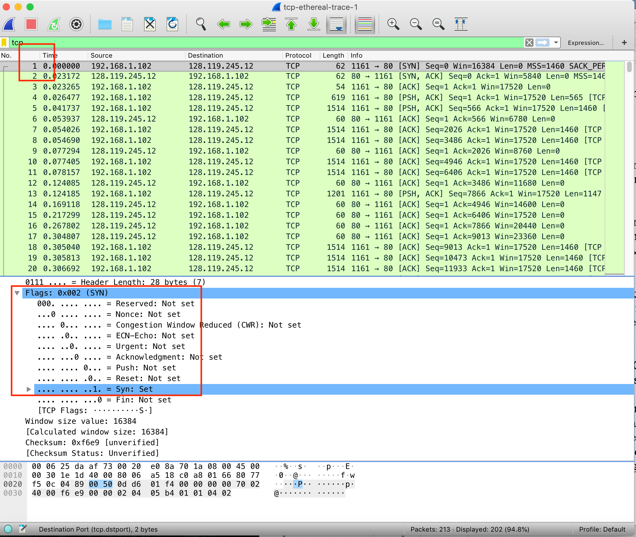 tcp-ethereal-trace-1
tcp
Expression... +
No. Time Source Destination Protocol Length Info
1 0.000000 192.168.1.102 128.119.245.12 TCP 62 1161 → 80 [SYN] Seq=0 Win=16384 Len=0 MSS=1460 SACK_PER
2 0.023172 128.119.245.12 192.168.1.102 TCP 62 80 → 1161 [SYN, ACK] Seq=0 Ack=1 Win=5840 Len=0 MSS=146
3 0.023265 192.168.1.102 128.119.245.12 TCP 54 1161 → 80 [ACK] Seq=1 Ack=1 Win=17520 Len=0
4 0.026477 192.168.1.102 128.119.245.12 TCP 619 1161 → 80 [PSH, ACK] Seq=1 Ack=1 Win=17520 Len=565 [TCF
5 0.041737 192.168.1.102 128.119.245.12 TCP 1514 1161 → 80 [PSH, ACK] Seq=566 Ack=1 Win=17520 Len=1460
6 0.053937 128.119.245.12 192.168.1.102 TCP 60 80 → 1161 [ACK] Seq=1 Ack=566 Win=6780 Len=0
7 0.054026 192.168.1.102 128.119.245.12 TCP 1514 1161 → 80 [ACK] Seq=2026 Ack=1 Win=17520 Len=1460 [TCP
8 0.054690 192.168.1.102 128.119.245.12 TCP 1514 1161 → 80 [ACK] Seq=3486 Ack=1 Win=17520 Len=1460 [TCP
9 0.077294 128.119.245.12 192.168.1.102 TCP 60 80 → 1161 [ACK] Seq=1 Ack=2026 Win=8760 Len=0
10 0.077405 192.168.1.102 128.119.245.12 TCP 1514 1161 → 80 [ACK] Seq=4946 Ack=1 Win=17520 Len=1460 [TCP
11 0.078157 192.168.1.102 128.119.245.12 TCP 1514 1161 → 80 [ACK] Seq=6406 Ack=1 Win=17520 Len=1460 [TCP
12 0.124085 128.119.245.12 192.168.1.102 TCP 60 80 → 1161 [ACK] Seq=1 Ack=3486 Win=11680 Len=0
13 0.124185 192.168.1.102 128.119.245.12 TCP 1201 1161 → 80 [PSH, ACK] Seq=7866 Ack=1 Win=17520 Len=1147
14 0.169118 128.119.245.12 192.168.1.102 TCP 60 80 → 1161 [ACK] Seq=1 Ack=4946 Win=14600 Len=0
15 0.217299 128.119.245.12 192.168.1.102 TCP 60 80 → 1161 [ACK] Seq=1 Ack=6406 Win=17520 Len=0
16 0.267802 128.119.245.12 192.168.1.102 TCP 60 80 → 1161 [ACK] Seq=1 Ack=7866 Win=20440 Len=0
17 0.304807 128.119.245.12 192.168.1.102 TCP 60 80 → 1161 [ACK] Seq=1 Ack=9013 Win=23360 Len=0
18 0.305040 192.168.1.102 128.119.245.12 TCP 1514 1161 → 80 [ACK] Seq=9013 Ack=1 Win=17520 Len=1460 [TCP
19 0.305813 192.168.1.102 128.119.245.12 TCP 1514 1161 → 80 [ACK] Seq=10473 Ack=1 Win=17520 Len=1460 [TC
20 0.306692 192.168.1.102 128.119.245.12 TCP 1514 1161 → 80 [ACK] Seq=11933 Ack=1 Win=17520 Len=1460 [TC
0111 .... = Header Length: 28 bytes (7)
Flags: 0x002 (SYN)
000. .... .... = Reserved: Not set
...0 .... .... = Nonce: Not set
.... 0... .... = Congestion Window Reduced (CWR): Not set
.... .0.. .... = ECN-Echo: Not set
.... ..0. .... = Urgent: Not set
.... ...0 .... = Acknowledgment: Not set
.... .... 0... = Push: Not set
.... .... .0.. = Reset: Not set
.... .... ..1. = Syn: Set
.... .... ...0 = Fin: Not set
[TCP Flags: ··········S·]
Window size value: 16384
[Calculated window size: 16384]
Checksum: 0xf6e9 [unverified]
[Checksum Status: Unverified]
0000 00 06 25 da af 73 00 20 e0 8a 70 1a 08 00 45 00 ··%··s· ··p···E·
0010 00 30 1e 1d 40 00 80 06 a5 18 c0 a8 01 66 80 77 ·0··@··· ·····f·w
0020 f5 0c 04 89 00 50 0d d6 01 f4 00 00 00 00 70 02 ·····P·· ······p·
0030 40 00 f6 e9 00 00 02 04 05 b4 01 01 04 02 @······· ······
Destination Port (tcp.dstport), 2 bytes Packets: 213 · Displayed: 202 (94.8%) Profile: Default